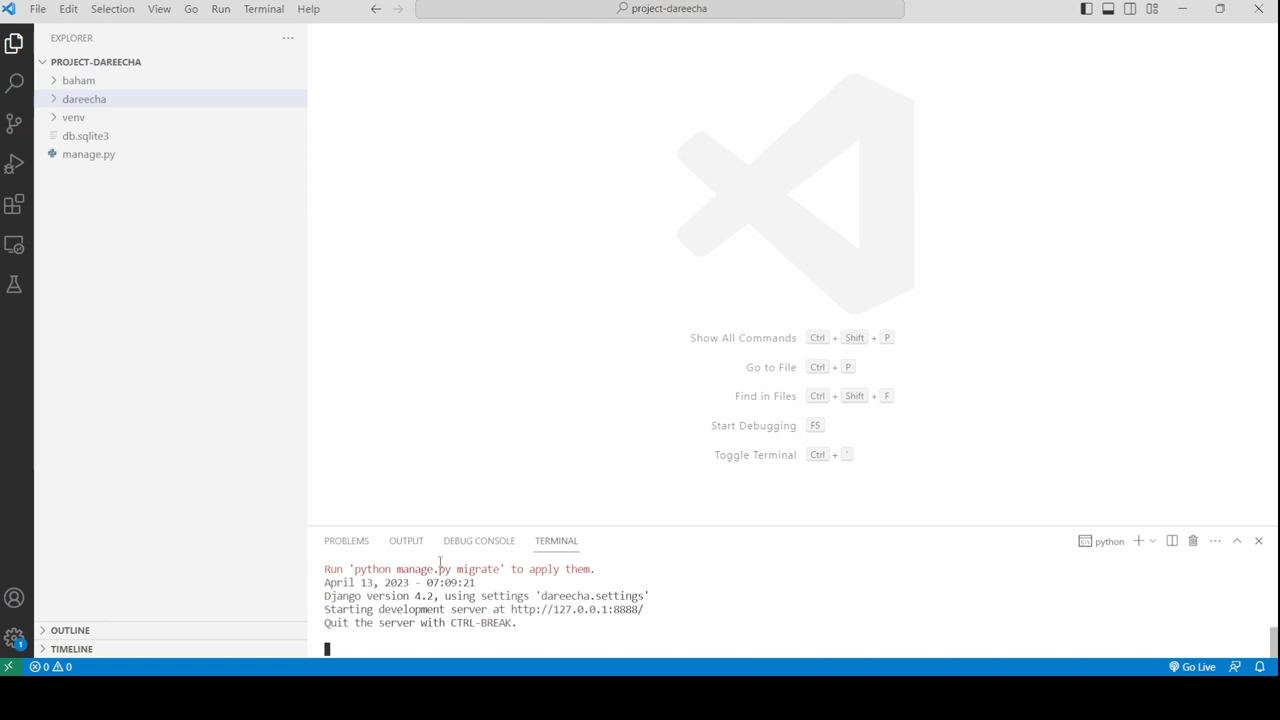 File Edit Selection View Go Run Terminal Help
project-dareecha
EXPLORER
PROJECT-DAREECHA
baham
dareecha
venv
db.sqlite3
manage.py
Show All Commands Ctrl + Shift + P
Go to File Ctrl + P
Find in Files Ctrl + Shift + F
Start Debugging F5
Toggle Terminal Ctrl + `
PROBLEMS OUTPUT DEBUG CONSOLE TERMINAL
python
Run 'python manage.py migrate' to apply them.
April 13, 2023 - 07:09:21
Django version 4.2, using settings 'dareecha.settings'
Starting development server at http://127.0.0.1:8888/
Quit the server with CTRL-BREAK.
OUTLINE
TIMELINE
1
0 0
Go Live